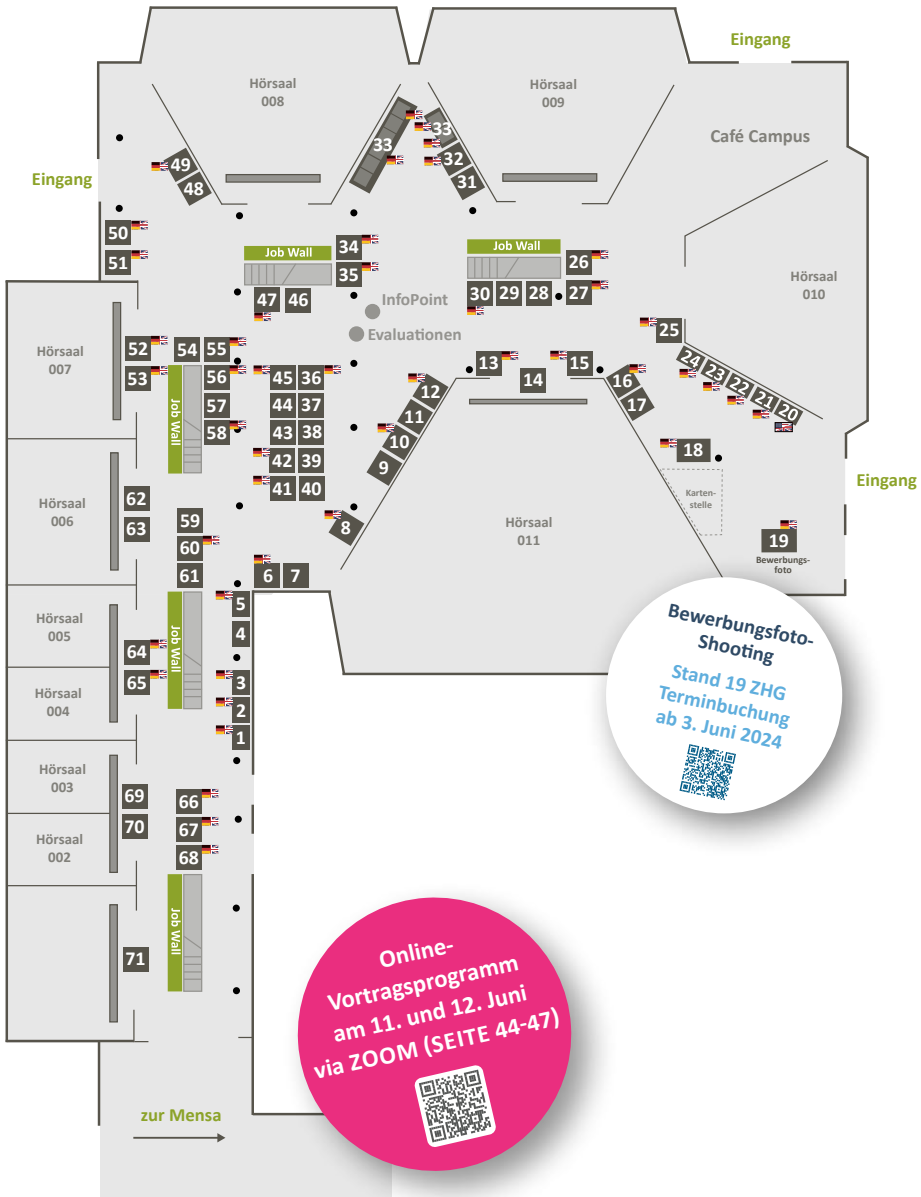 Eingang
Hörsaal
008
Hörsaal
009
Café Campus
33
33
32
31
49
48
Eingang
50
51
Job Wall
34
35
47
46
InfoPoint
Evaluationen
Job Wall
26
27
30
29
28
Hörsaal
010
25
24
23
22
21
20
Hörsaal
007
52
53
54
55
56
57
58
Job Wall
45
36
44
37
43
38
42
39
41
40
13
14
15
16
17
12
11
10
9
8
18
Karten-
stelle
Eingang
19
Bewerbungs-
foto
Hörsaal
011
Hörsaal
006
62
63
59
60
61
6
7
5
4
3
2
1
Hörsaal
005
64
65
Hörsaal
004
Job Wall
Hörsaal
003
69
70
66
67
68
Hörsaal
002
Job Wall
71
zur Mensa
Bewerbungsfoto-
Shooting
Stand 19 ZHG
Terminbuchung
ab 3. Juni 2024
Online-
Vortragsprogramm
am 11. und 12. Juni
via ZOOM (SEITE 44-47)